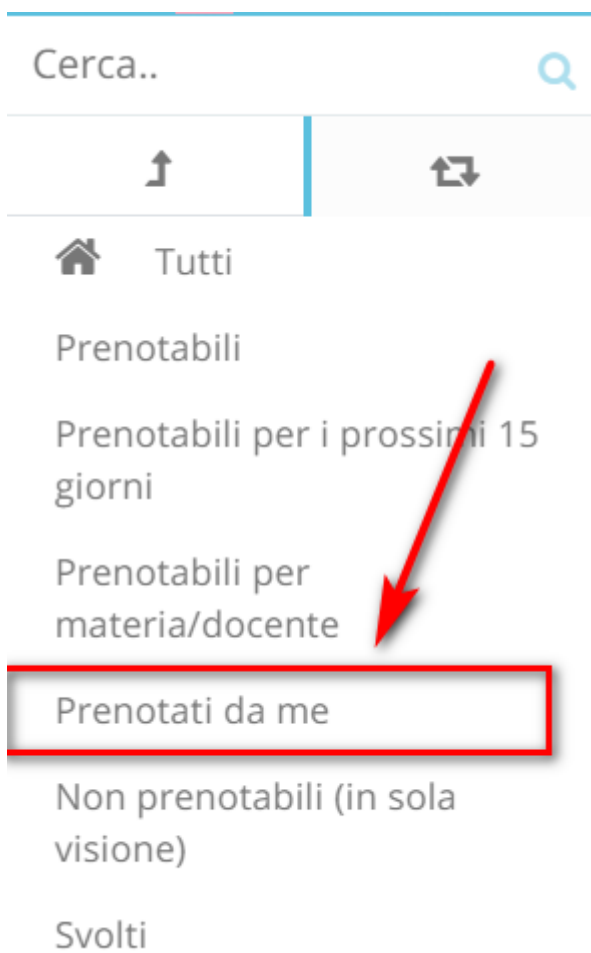 Cerca..
Tutti
Prenotabili
Prenotabili per i prossimi 15
giorni
Prenotabili per
materia/docente
Prenotati da me
Non prenotabili (in sola
visione)
Svolti